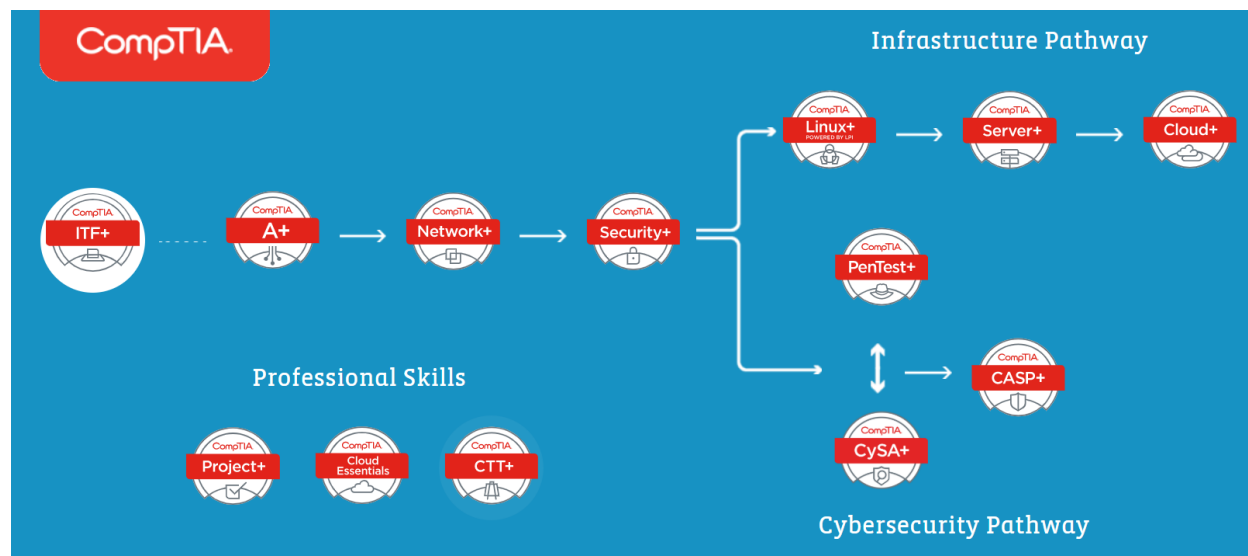 CompTIA.
Infrastructure Pathway
CompTIA
Linux+
POWERED BY LPI
CompTIA
Server+
CompTIA
Cloud+
CompTIA
ITF+
CompTIA
A+
CompTIA
Network+
CompTIA
Security+
CompTIA
PenTest+
CompTIA
CASP+
CompTIA
CySA+
Cybersecurity Pathway
Professional Skills
CompTIA
Project+
CompTIA
Cloud
Essentials
CompTIA
CTT+